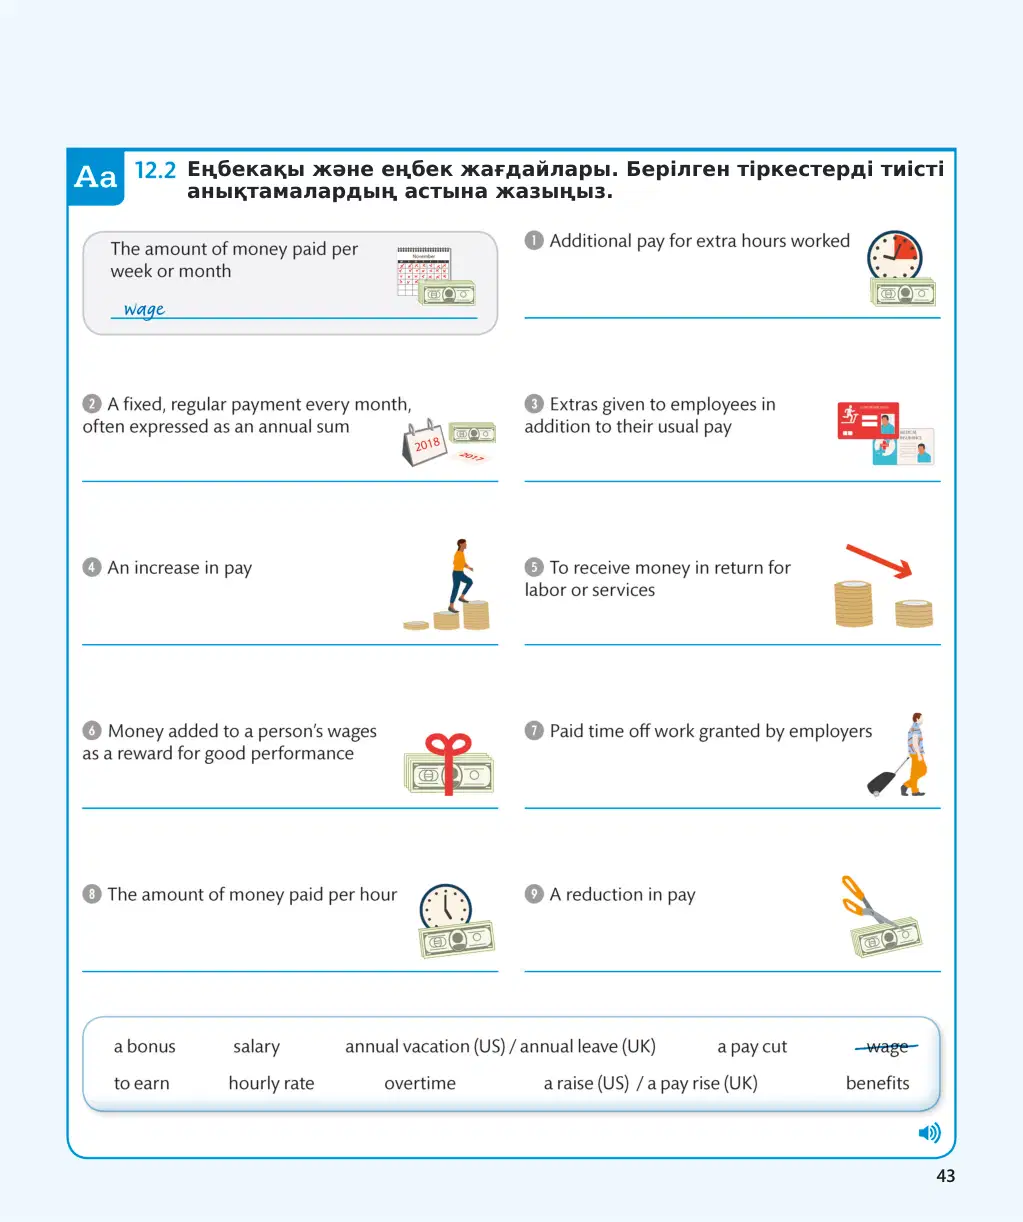 Aa 12.2 Еңбекақы және еңбек жағдайлары. Берілген тіркестерді тиісті
анықтамалардың астына жазыңыз.
The amount of money paid per
week or month
November
wage
1 Additional pay for extra hours worked
2 A fixed, regular payment every month,
often expressed as an annual sum
2018
2017
3 Extras given to employees in
addition to their usual pay
MEDICAL
INSURANCE
4 An increase in pay
5 To receive money in return for
labor or services
6 Money added to a person’s wages
as a reward for good performance
7 Paid time off work granted by employers
8 The amount of money paid per hour
9 A reduction in pay
a bonus salary annual vacation (US) / annual leave (UK) a pay cut wage
to earn hourly rate overtime a raise (US) / a pay rise (UK) benefits
43